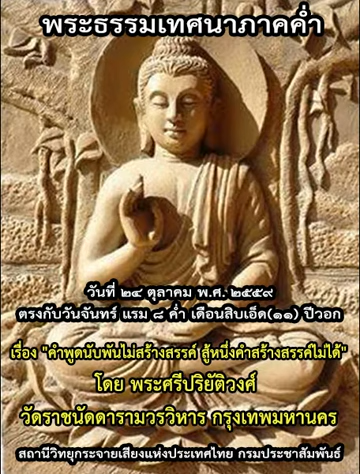 พระธรรมเทศนาภาคค่ำ
วันที่ ๒๔ ตุลาคม พ.ศ. ๒๕๕๙
ตรงกับวันจันทร์ แรม ๘ ค่ำ เดือนสิบเอ็ด(๑๑) ปีวอก
เรื่อง "คำพูดนับพันไม่สร้างสรรค์ สู้หนึ่งคำสร้างสรรค์ไม่ได้"
โดย พระศรีปริยัติวงศ์
วัดราชนัดดารามวรวิหาร กรุงเทพมหานคร
สถานีวิทยุกระจายเสียงแห่งประเทศไทย กรมประชาสัมพันธ์